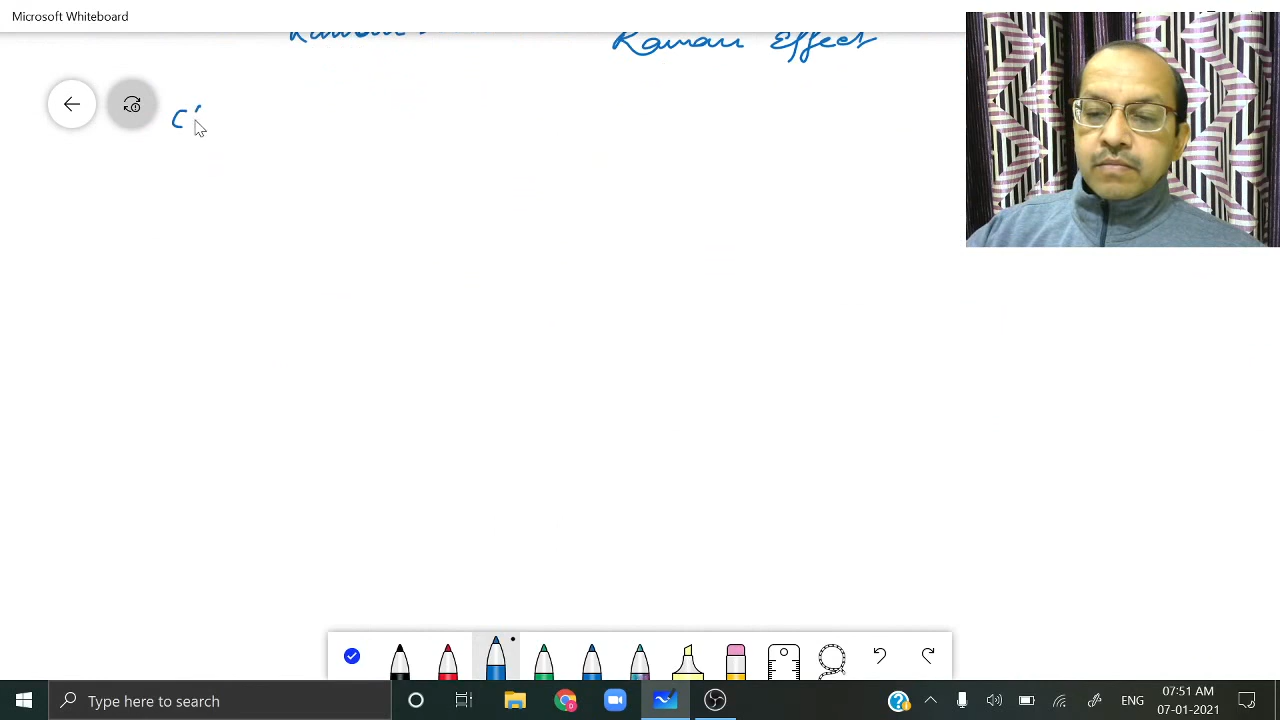 Microsoft Whiteboard
Raman Effect
Type here to search
ENG
07:51 AM
07-01-2021